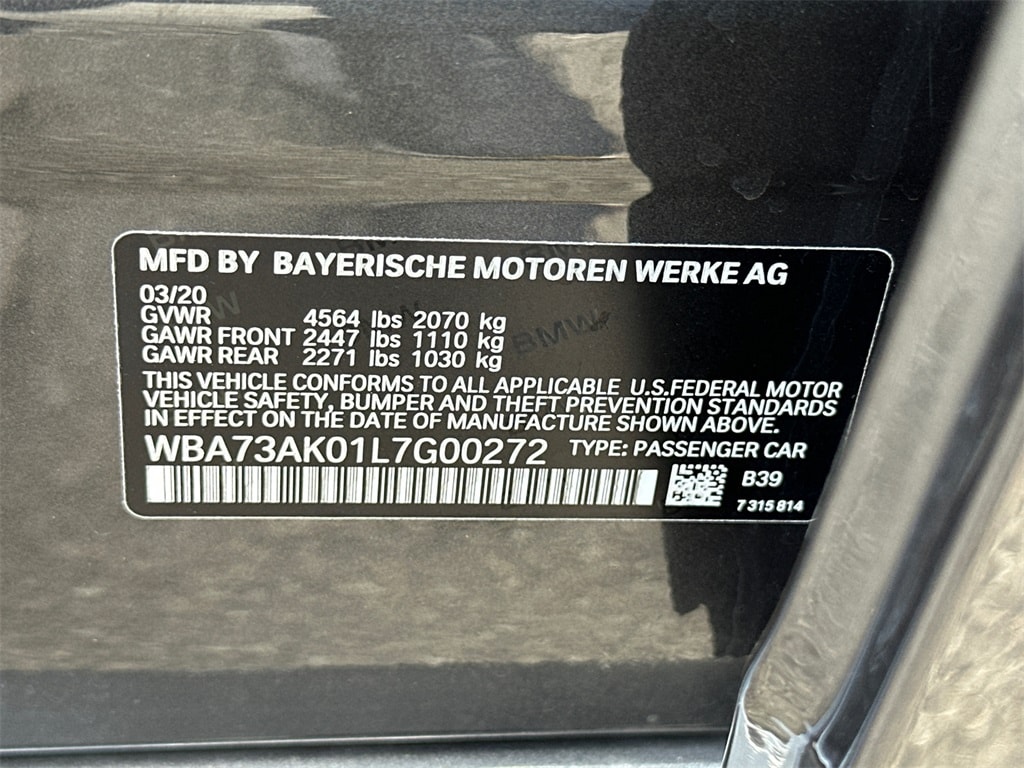 MFD BY BAYERISCHE MOTOREN WERKE AG
03/20
GVWR 4564 lbs 2070 kg
GAWR FRONT 2447 lbs 1110 kg
GAWR REAR 2271 lbs 1030 kg
THIS VEHICLE CONFORMS TO ALL APPLICABLE U.S.FEDERAL MOTOR
VEHICLE SAFETY, BUMPER AND THEFT PREVENTION STANDARDS
IN EFFECT ON THE DATE OF MANUFACTURE SHOWN ABOVE.
WBA73AK01L7G00272 TYPE: PASSENGER CAR
B39
7 315 814
BMW
BMW
BMW